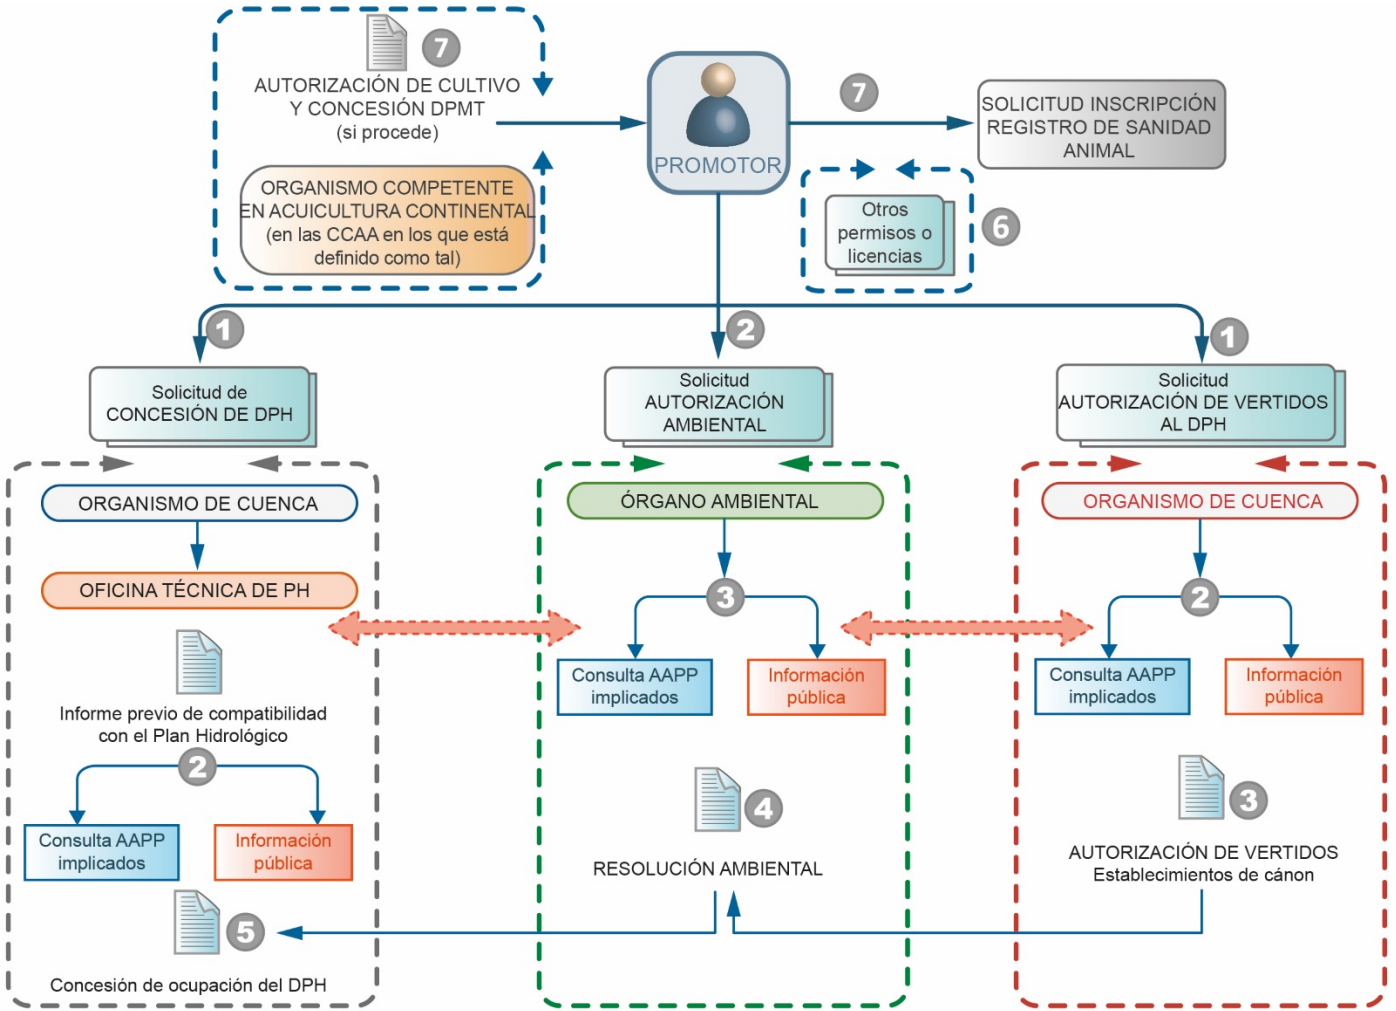 7
AUTORIZACIÓN DE CULTIVO
Y CONCESIÓN DPMT
(si procede)
ORGANISMO COMPETENTE
EN ACUICULTURA CONTINENTAL
(en las CCAA en los que está
definido como tal)
PROMOTOR
7
SOLICITUD INSCRIPCIÓN
REGISTRO DE SANIDAD
ANIMAL
Otros
permisos o
licencias
6
1
2
1
Solicitud de
CONCESIÓN DE DPH
Solicitud
AUTORIZACIÓN
AMBIENTAL
Solicitud
AUTORIZACIÓN DE VERTIDOS
AL DPH
ORGANISMO DE CUENCA
OFICINA TÉCNICA DE PH
Informe previo de compatibilidad
con el Plan Hidrológico
2
Consulta AAPP
implicados
Información
pública
5
Concesión de ocupación del DPH
ÓRGANO AMBIENTAL
3
Consulta AAPP
implicados
Información
pública
4
RESOLUCIÓN AMBIENTAL
ORGANISMO DE CUENCA
2
Consulta AAPP
implicados
Información
pública
3
AUTORIZACIÓN DE VERTIDOS
Establecimientos de cánon